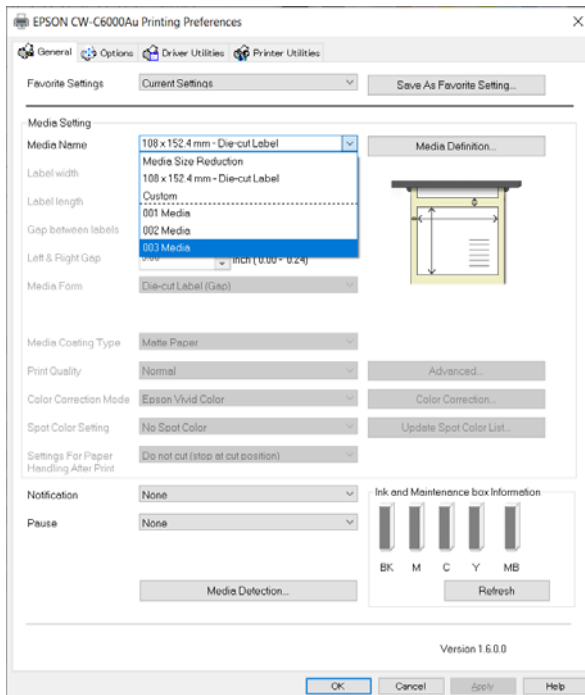 EPSON CW-C6000Au Printing Preferences
General Options Driver Utilities Printer Utilities
Favorite Settings Current Settings Save As Favorite Setting...
Media Setting
Media Name 108 x 152.4 mm - Die-cut Label Media Definition...
Media Size Reduction
Label width 108 x 152.4 mm - Die-cut Label
Label length Custom
001 Media
Gap between labels 002 Media
003 Media
Left & Right Gap inch ( 0.00 - 0.24)
Media Form Die-cut Label (Gap)
Media Coating Type Matte Paper
Print Quality Normal Advanced...
Color Correction Mode Epson Vivid Color Color Correction...
Spot Color Setting No Spot Color Update Spot Color List...
Settings For Paper Do not cut (stop at cut position)
Handling After Print
Notification None Ink and Maintenance box Information
Pause None
BK M C Y MB
Media Detection... Refresh
Version 1.6.0.0
OK Cancel Apply Help